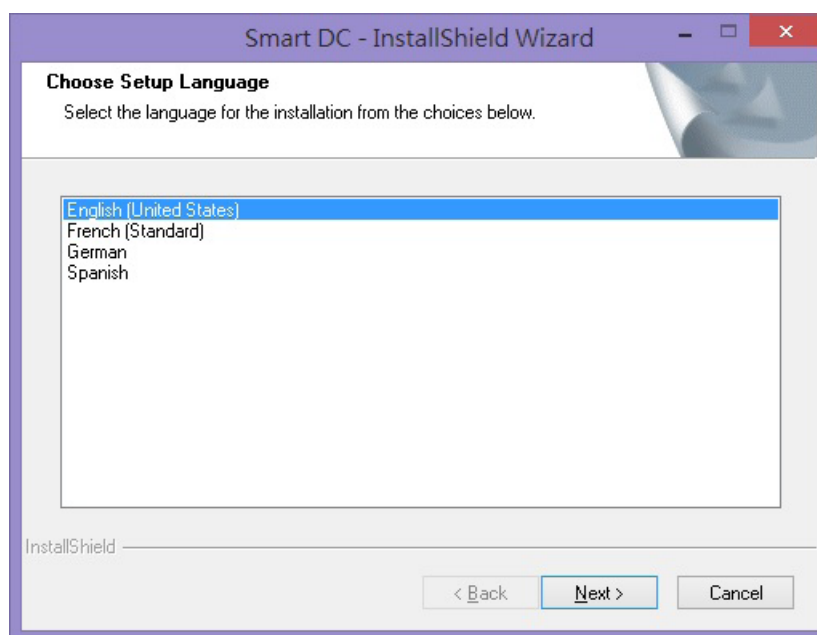 Smart DC - InstallShield Wizard
Choose Setup Language
Select the language for the installation from the choices below.
English (United States)
French (Standard)
German
Spanish
InstallShield
< Back
Next >
Cancel